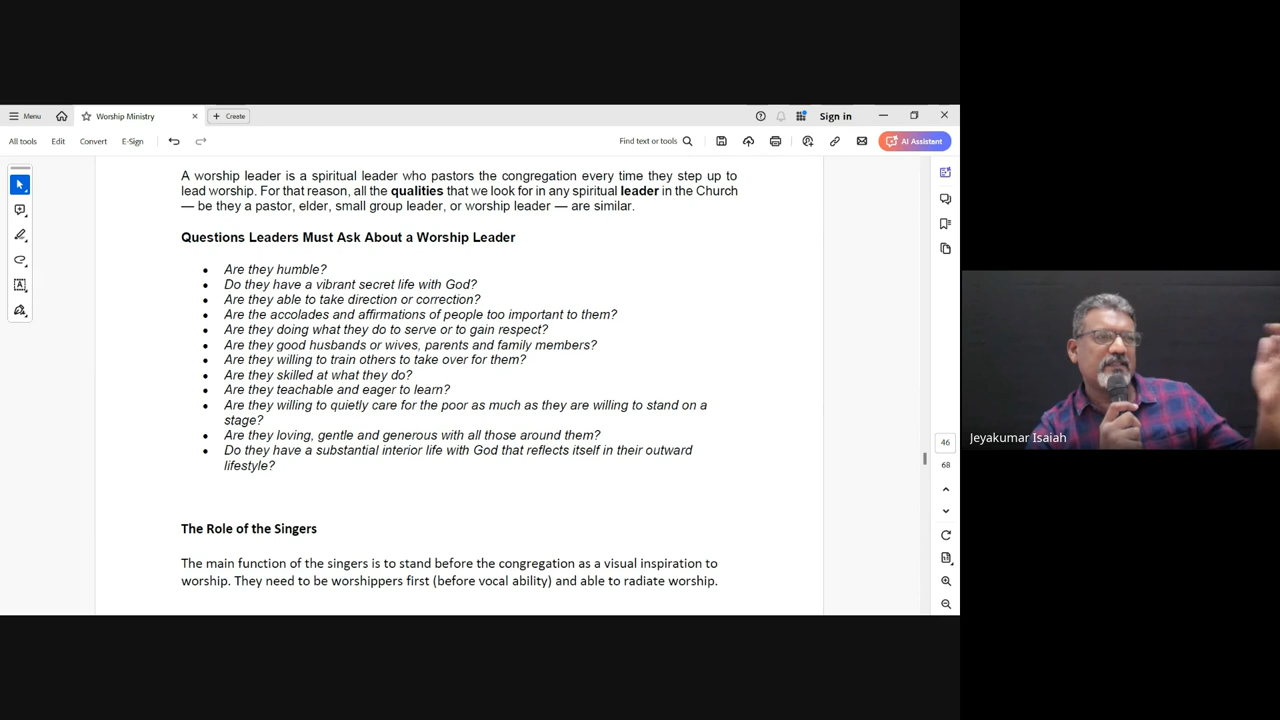 Menu
Worship Ministry
Create
Sign in
All tools
Edit
Convert
E-Sign
Find text or tools
AI Assistant
A worship leader is a spiritual leader who pastors the congregation every time they step up to
lead worship. For that reason, all the qualities that we look for in any spiritual leader in the Church
— be they a pastor, elder, small group leader, or worship leader — are similar.
Questions Leaders Must Ask About a Worship Leader
• Are they humble?
• Do they have a vibrant secret life with God?
• Are they able to take direction or correction?
• Are the accolades and affirmations of people too important to them?
• Are they doing what they do to serve or to gain respect?
• Are they good husbands or wives, parents and family members?
• Are they willing to train others to take over for them?
• Are they skilled at what they do?
• Are they teachable and eager to learn?
• Are they willing to quietly care for the poor as much as they are willing to stand on a
stage?
• Are they loving, gentle and generous with all those around them?
• Do they have a substantial interior life with God that reflects itself in their outward
lifestyle?
The Role of the Singers
The main function of the singers is to stand before the congregation as a visual inspiration to
worship. They need to be worshippers first (before vocal ability) and able to radiate worship.
46
68
Jeyakumar Isaiah